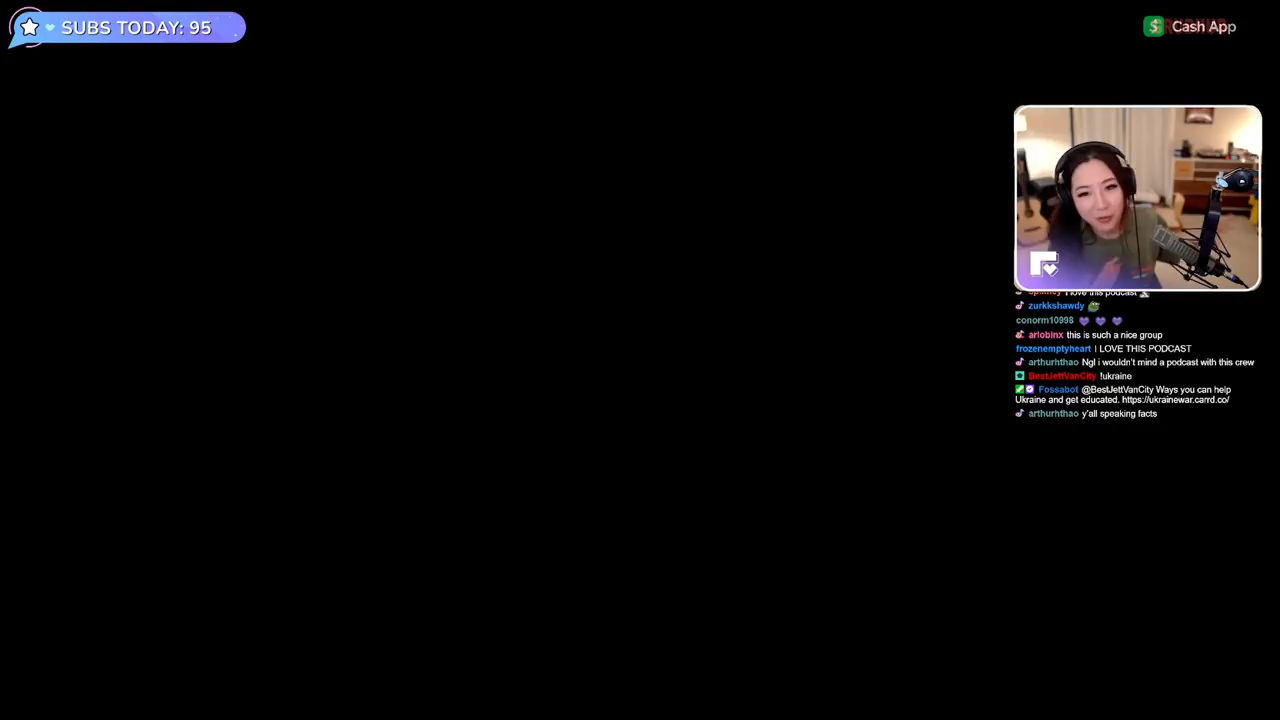 SUBS TODAY: 95
Cash App
I love this podcast
zurkkshawdy
conorm10998
arlobinx this is such a nice group
frozenemptyheart I LOVE THIS PODCAST
arthurhthao Ngl i wouldn't mind a podcast with this crew
BestJettVanCity !ukraine
Fossabot @BestJettVanCity Ways you can help
Ukraine and get educated. https://ukrainewar.carrd.co/
arthurhthao y'all speaking facts